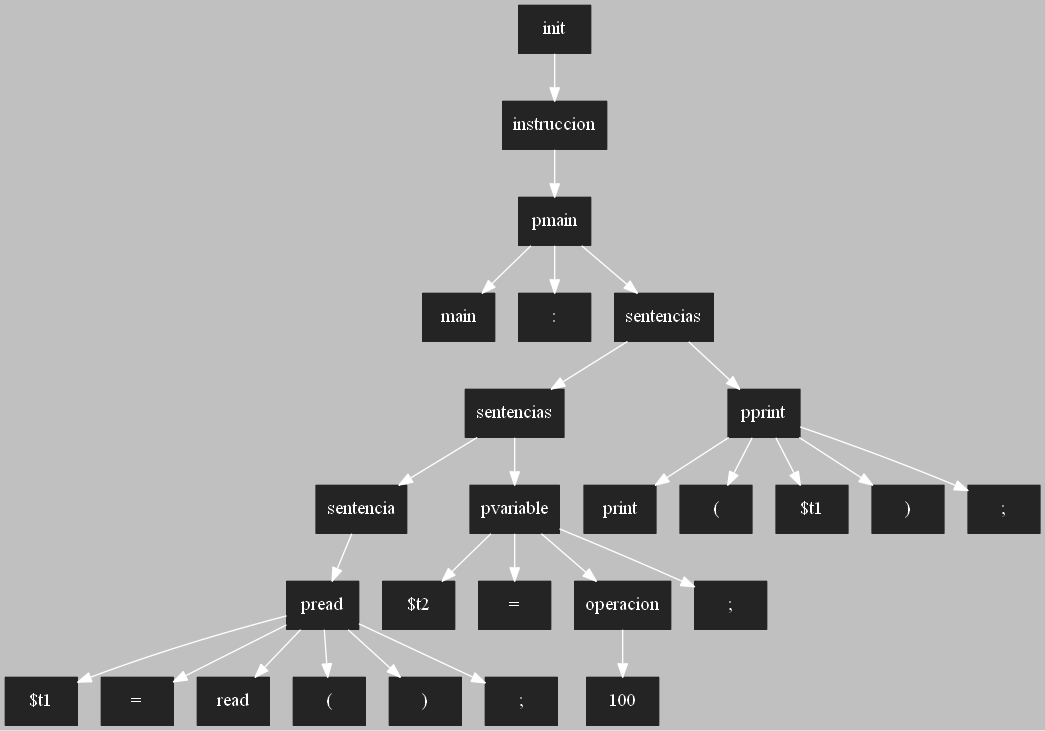 init
instruccion
pmain
main
:
sentencias
sentencias
pprint
sentencia
pvariable
print
(
$t1
)
;
pread
$t2
=
operacion
;
$t1
=
read
(
)
;
100